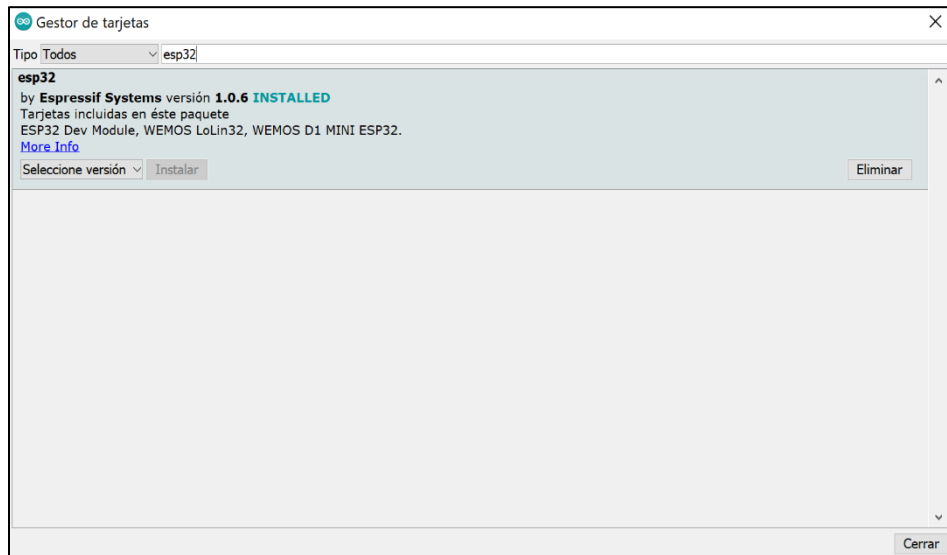 Gestor de tarjetas
Tipo Todos esp32
esp32
by Espressif Systems versión 1.0.6 INSTALLED
Tarjetas incluidas en éste paquete
ESP32 Dev Module, WEMOS LoLin32, WEMOS D1 MINI ESP32.
More Info
Seleccione versión Instalar Eliminar
Cerrar